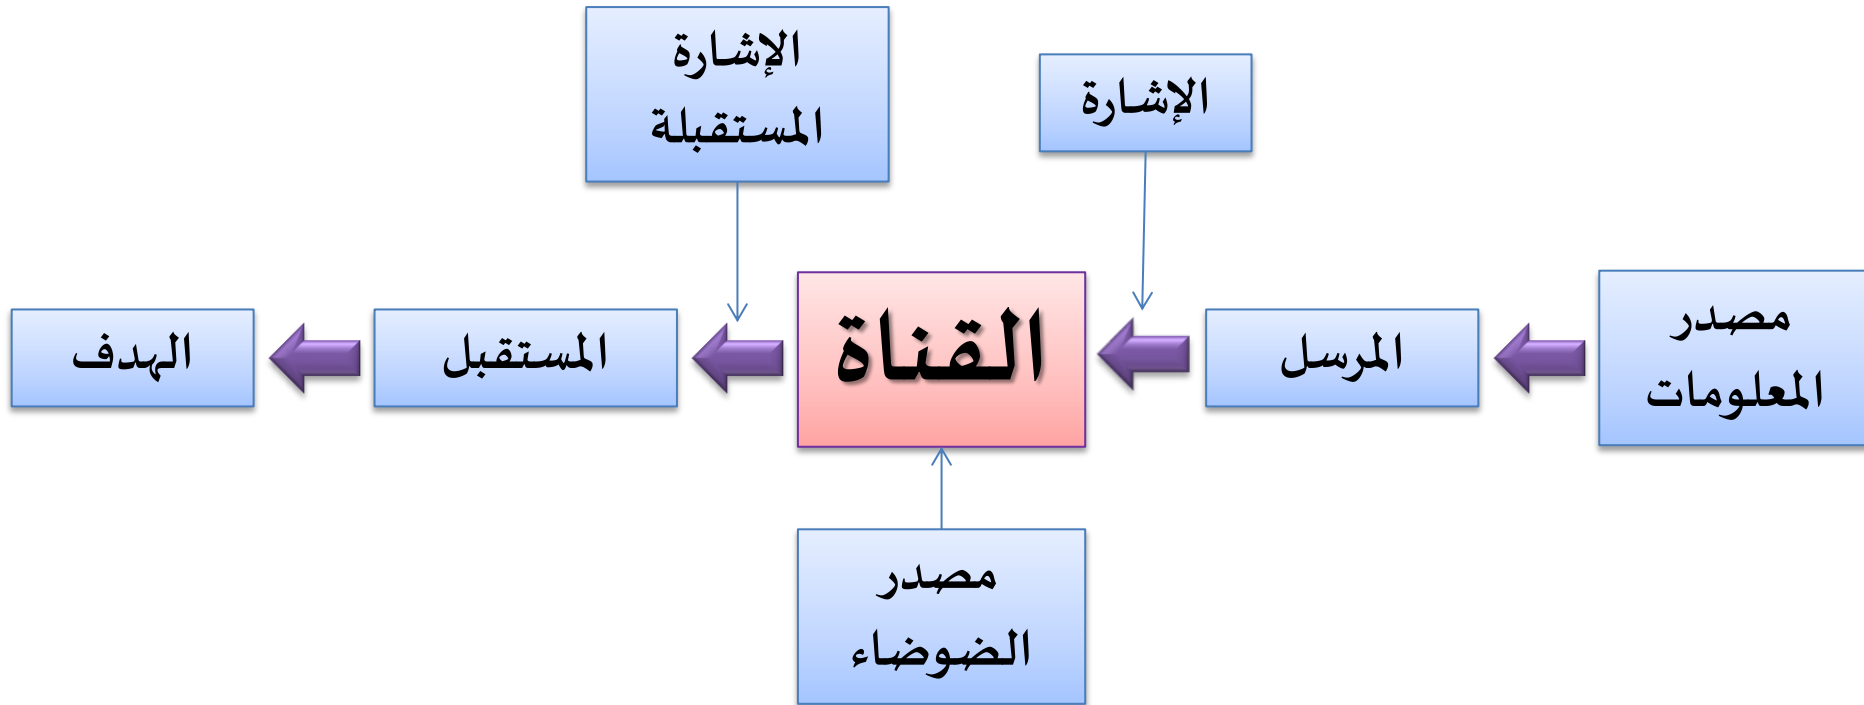 الإشارة
المستقبلة
الإشارة
مصدر
المعلومات
المرسل
القناة
المستقبل
الهدف
مصدر
الضوضاء